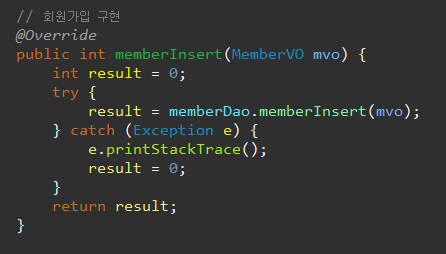 // 회원가입 구현
@Override
public int memberInsert(MemberVO mvo) {
    int result = 0;
    try {
        result = memberDao.memberInsert(mvo);
    } catch (Exception e) {
        e.printStackTrace();
        result = 0;
    }
    return result;
}